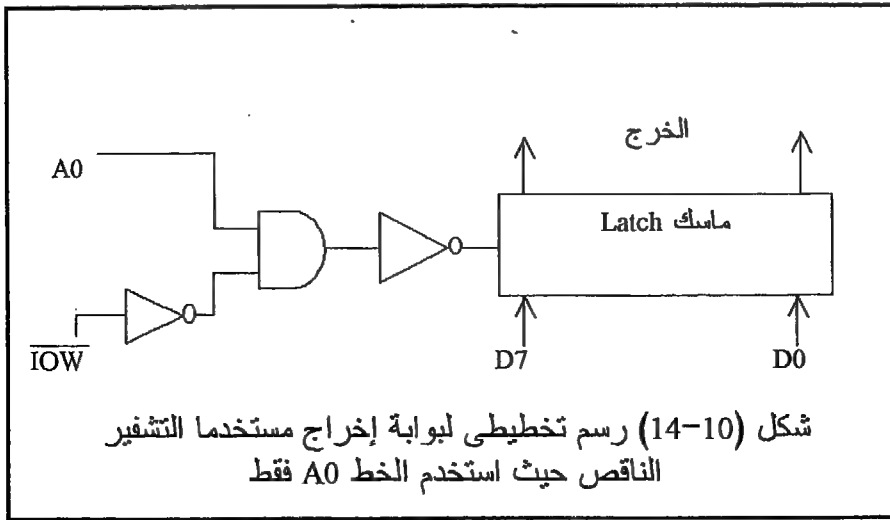 الخرج
A0
ماسك Latch
IOW
D7
D0
شكل (10-14) رسم تخطيطى لبوابة إخراج مستخدما التشفير
الناقص حيث استخدم الخط A0 فقط